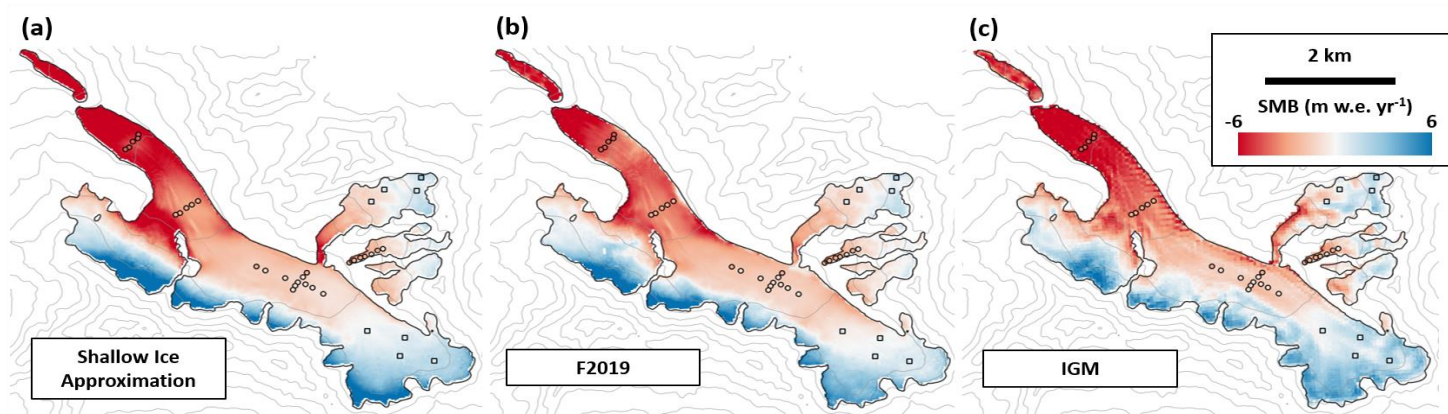 (a)
(b)
(c)
2 km
SMB (m w.e. yr-1)
-6
6
Shallow Ice
Approximation
F2019
IGM